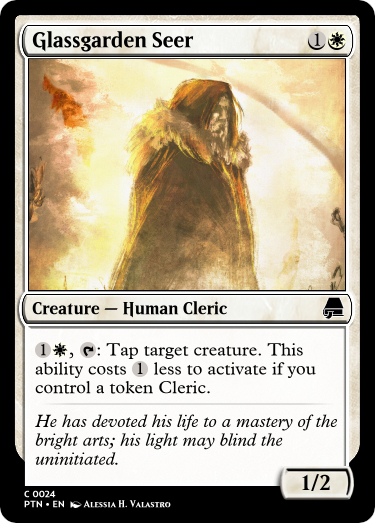 Glassgarden Seer 1
Creature — Human Cleric
1, : Tap target creature. This
ability costs 1 less to activate if you
control a token Cleric.
He has devoted his life to a mastery of the
bright arts; his light may blind the
uninitiated.
1/2
C 0024
PTN • EN Alessia H. Valastro